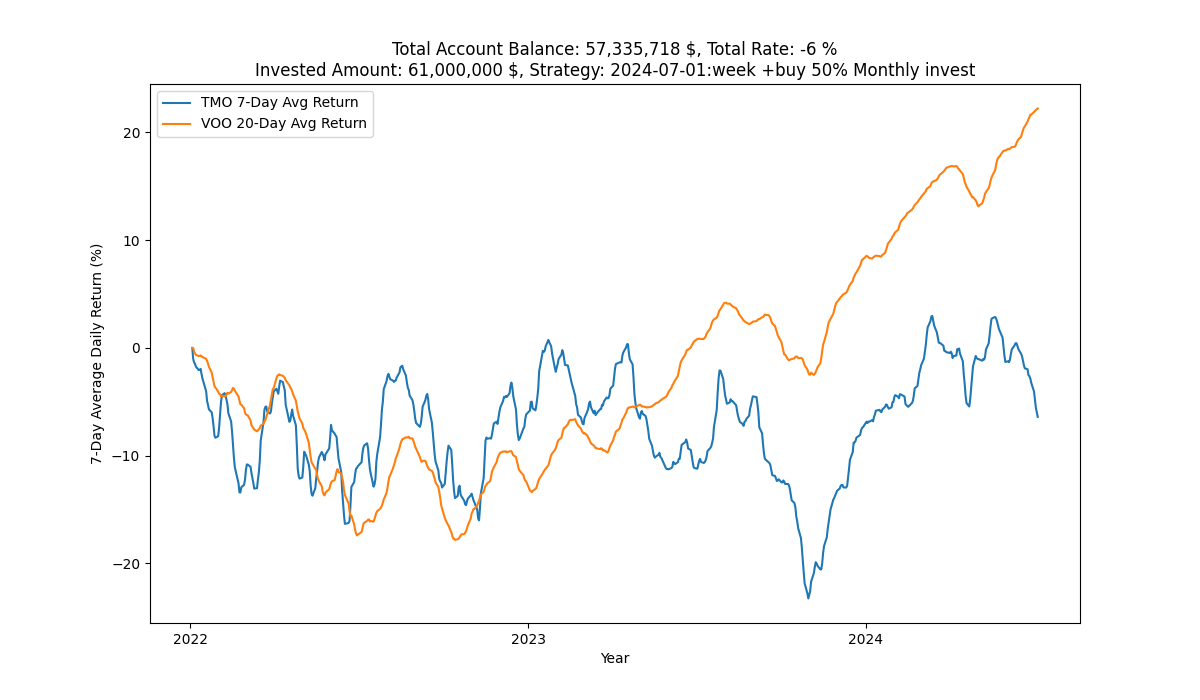 Total Account Balance: 57,335,718 $, Total Rate: -6 %
Invested Amount: 61,000,000 $, Strategy: 2024-07-01:week +buy 50% Monthly invest
TMO 7-Day Avg Return
VOO 20-Day Avg Return
7-Day Average Daily Return (%)
20
10
0
−10
−20
2022
2023
2024
Year